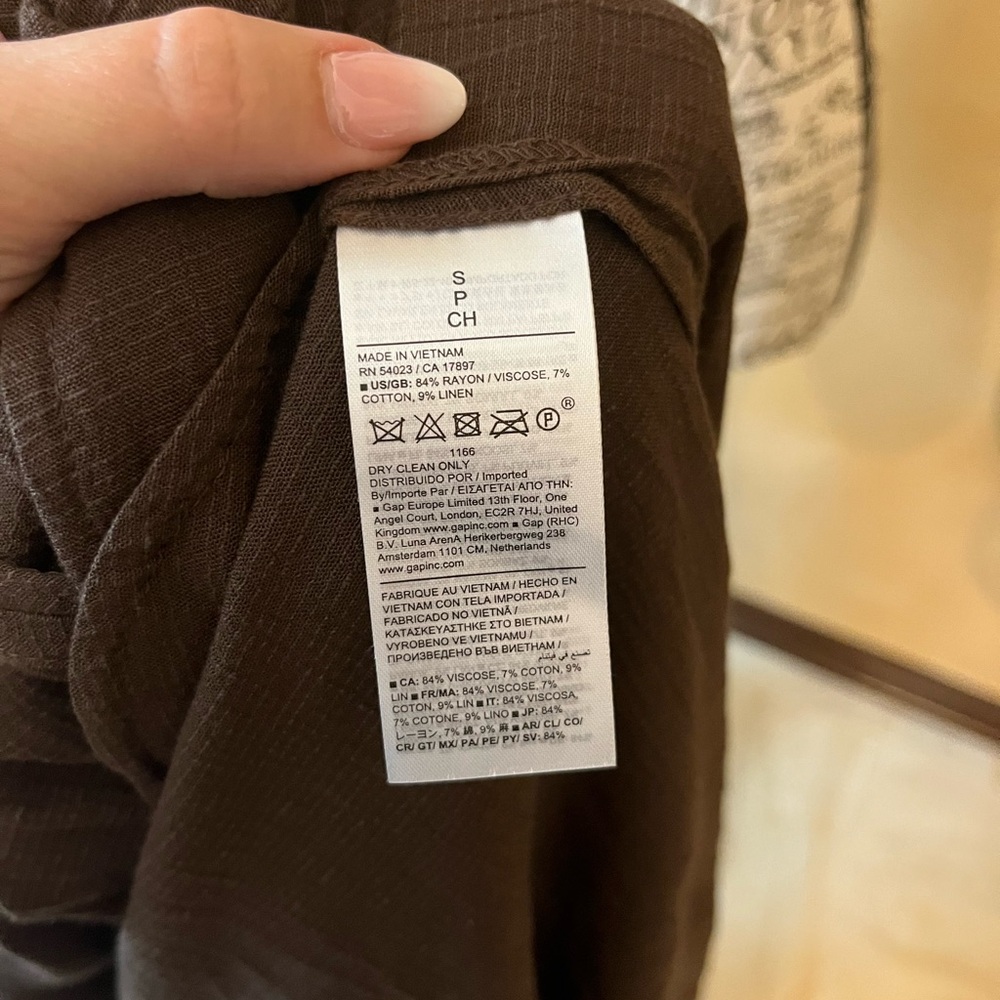 S
P
CH
MADE IN VIETNAM
RN 54023 / CA 17897
■ US/GB: 84% RAYON / VISCOSE, 7%
COTTON, 9% LINEN
P ®
1166
DRY CLEAN ONLY
DISTRIBUIDO POR / Imported
By/Importe Par / ΕΙΣΑΓΕΤΑΙ ΑΠΟ ΤΗΝ:
■ Gap Europe Limited 13th Floor, One
Angel Court, London, EC2R 7HJ, United
Kingdom www.gapinc.com ■ Gap (RHC)
B.V. Luna ArenA Herikerbergweg 238
Amsterdam 1101 CM, Netherlands
www.gapinc.com
FABRIQUE AU VIETNAM / HECHO EN
VIETNAM CON TELA IMPORTADA /
FABRICADO NO VIETNÃ /
ΚΑΤΑΣΚΕΥΑΣΤΗΚΕ ΣΤΟ ΒΙΕΤΝΑΜ /
VYROBENO VE VIETNAMU /
ПРОИЗВЕДЕНО ВЪВ ВИЕТНАМ /
تصنع في فيتنام
■ CA: 84% VISCOSE, 7% COTON, 9%
LIN ■ FR/MA: 84% VISCOSE, 7%
COTON, 9% LIN ■ IT: 84% VISCOSA,
7% COTONE, 9% LINO ■ JP: 84%
レーヨン, 7% 綿, 9% 麻 ■ AR/ CL/ CO/
CR/ GT/ MX/ PA/ PE/ PY/ SV: 84%